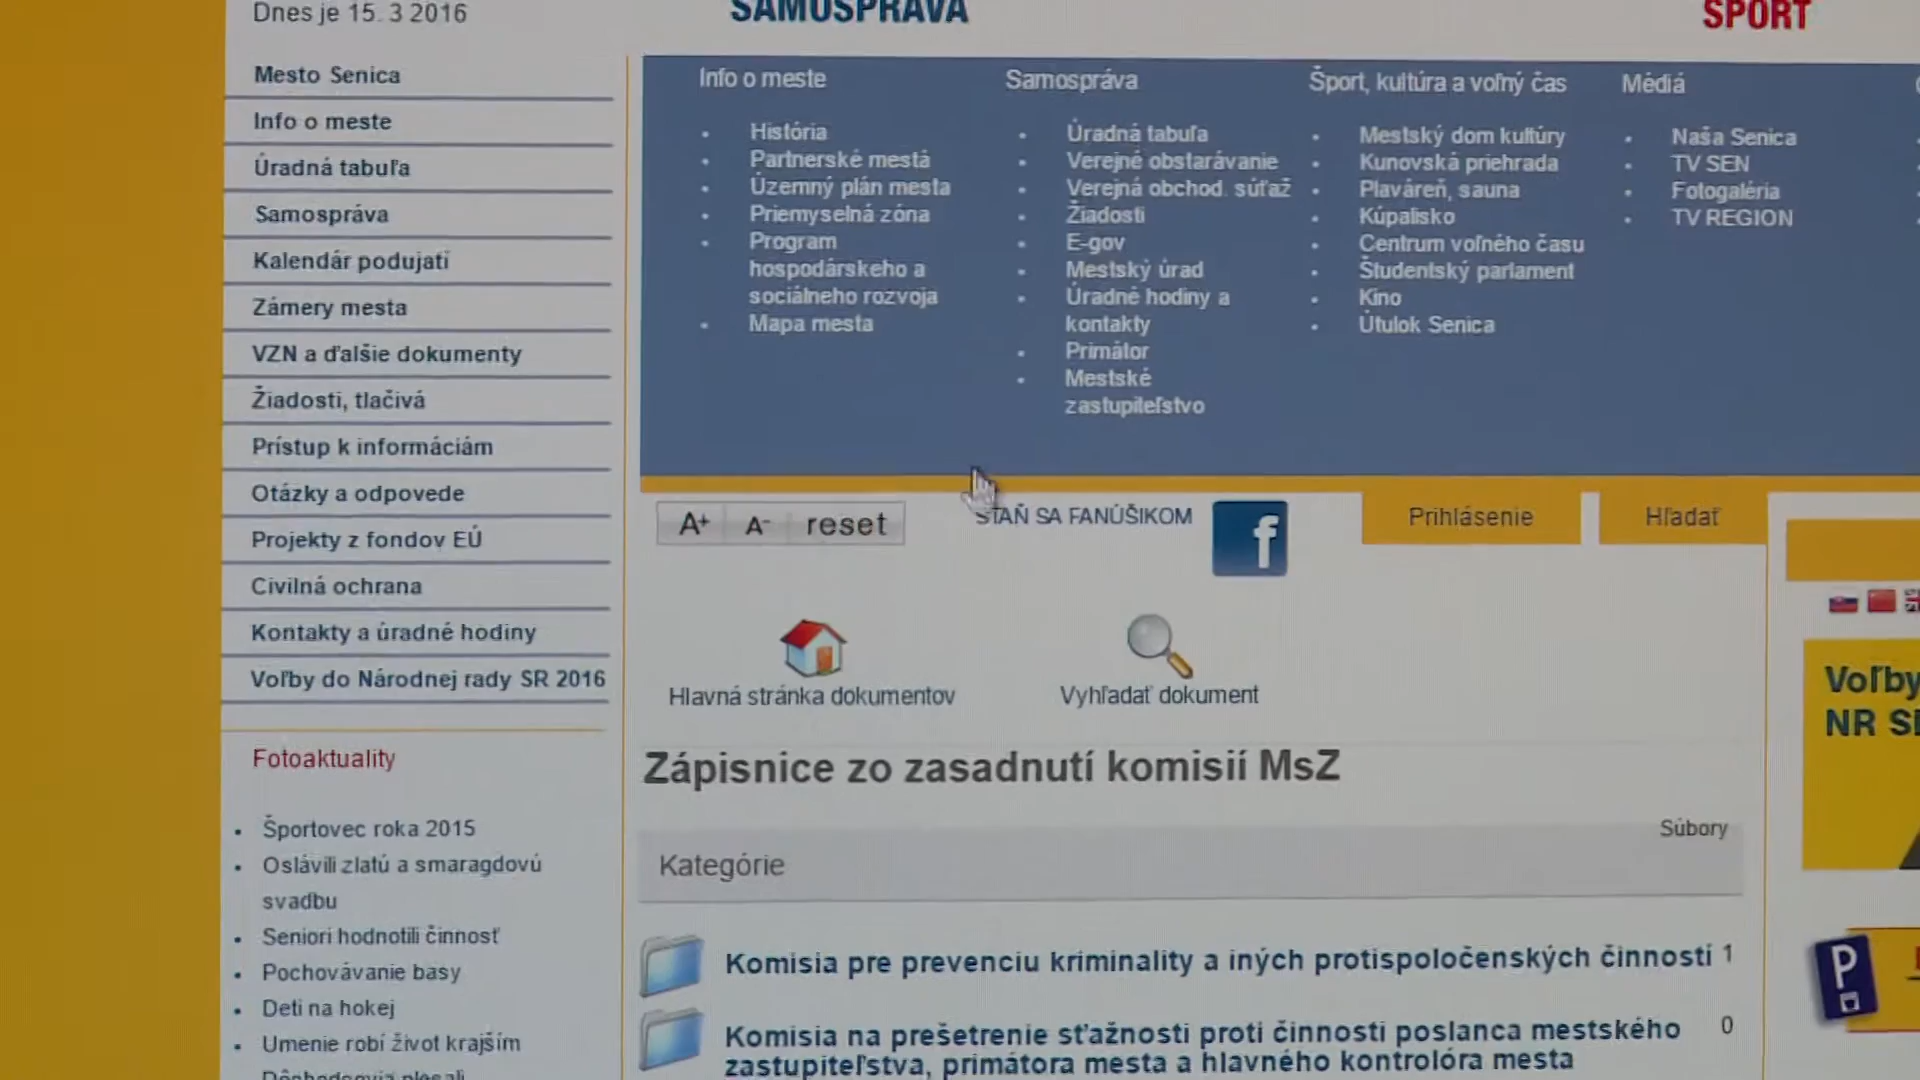 Dnes je 15. 3 2016
SAMOSPRÁVA
ŠPORT
Mesto Senica
Info o meste
Úradná tabuľa
Samospráva
Kalendár podujatí
Zámery mesta
VZN a ďalšie dokumenty
Žiadosti, tlačivá
Prístup k informáciám
Otázky a odpovede
Projekty z fondov EÚ
Civilná ochrana
Kontakty a úradné hodiny
Voľby do Národnej rady SR 2016
Fotoaktuality
Športovec roka 2015
Oslávili zlatú a smaragdovú
svadbu
Seniori hodnotili činnosť
Pochovávanie basy
Deti na hokej
Umenie robí život krajším
Info o meste
História
Partnerské mestá
Územný plán mesta
Priemyselná zóna
Program
hospodárskeho a
sociálneho rozvoja
Mapa mesta
Samospráva
Úradná tabuľa
Verejné obstarávanie
Verejná obchod. súťaž
Žiadosti
E-gov
Mestský úrad
Úradné hodiny a
kontakty
Primátor
Mestské
zastupiteľstvo
Šport, kultúra a voľný čas
Mestský dom kultúry
Kunovská priehrada
Plaváreň, sauna
Kúpalisko
Centrum voľného času
Študentský parlament
Kino
Útulok Senica
Médiá
Naša Senica
TV SEN
Fotogaléria
TV REGION
A+ A- reset
STAŇ SA FANÚŠIKOM
f
Prihlásenie
Hľadať
Hlavná stránka dokumentov
Vyhľadať dokument
Zápisnice zo zasadnutí komisií MsZ
Súbory
Kategórie
Komisia pre prevenciu kriminality a iných protispoločenských činností 1
Komisia na prešetrenie sťažnosti proti činnosti poslanca mestského 0
zastupiteľstva, primátora mesta a hlavného kontrolóra mesta
Voľby
NR
P